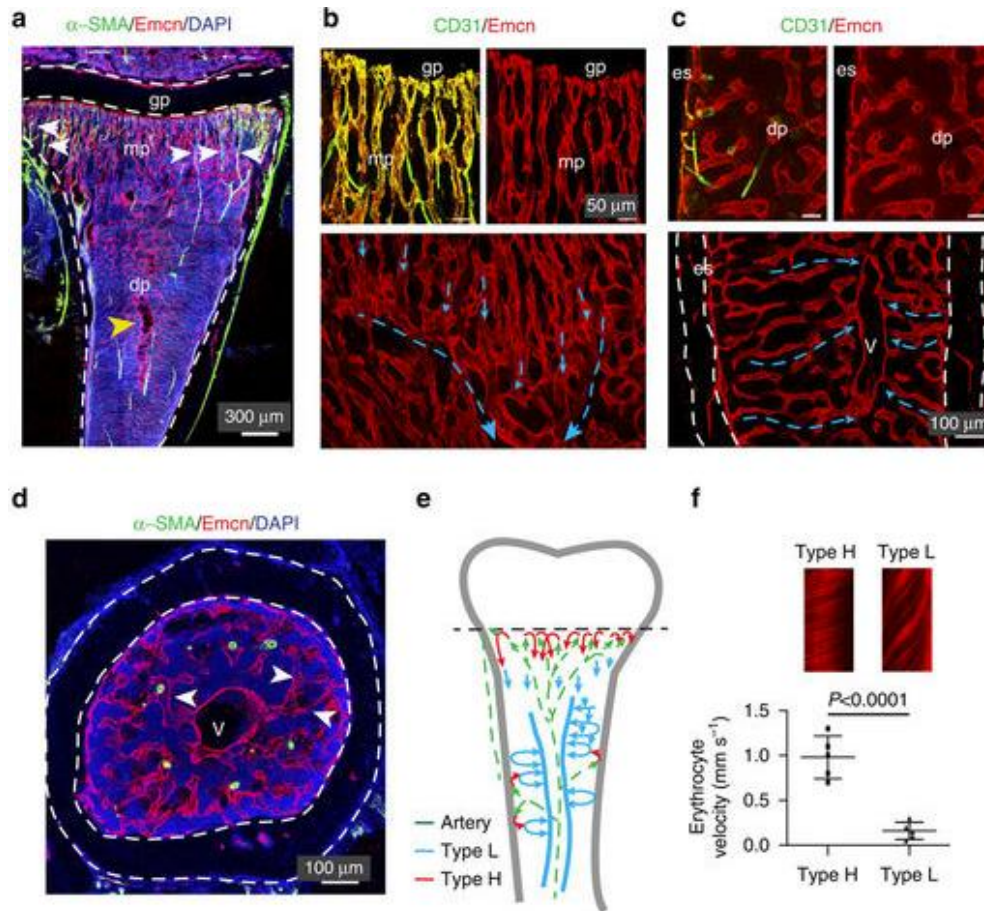 a
α-SMA/Emcn/DAPI
gp
mp
dp
300 μm
b
CD31/Emcn
gp
mp
mp
50 μm
c
CD31/Emcn
es
dp
es
dp
es
V
100 μm
d
α-SMA/Emcn/DAPI
V
100 μm
e
Artery
Type L
Type H
f
Type H Type L
P<0.0001
Erythrocyte
velocity (mm s⁻¹)
1.5
1.0
0.5
0.0
Type H Type L